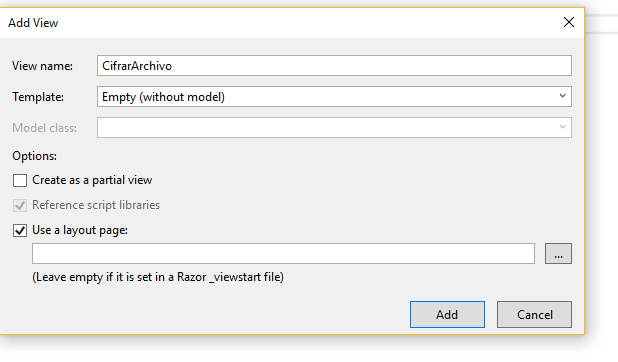 Add View
View name: CifrarArchivo
Template: Empty (without model)
Model class:
Options:
Create as a partial view
Reference script libraries
Use a layout page:
...
(Leave empty if it is set in a Razor _viewstart file)
Add Cancel